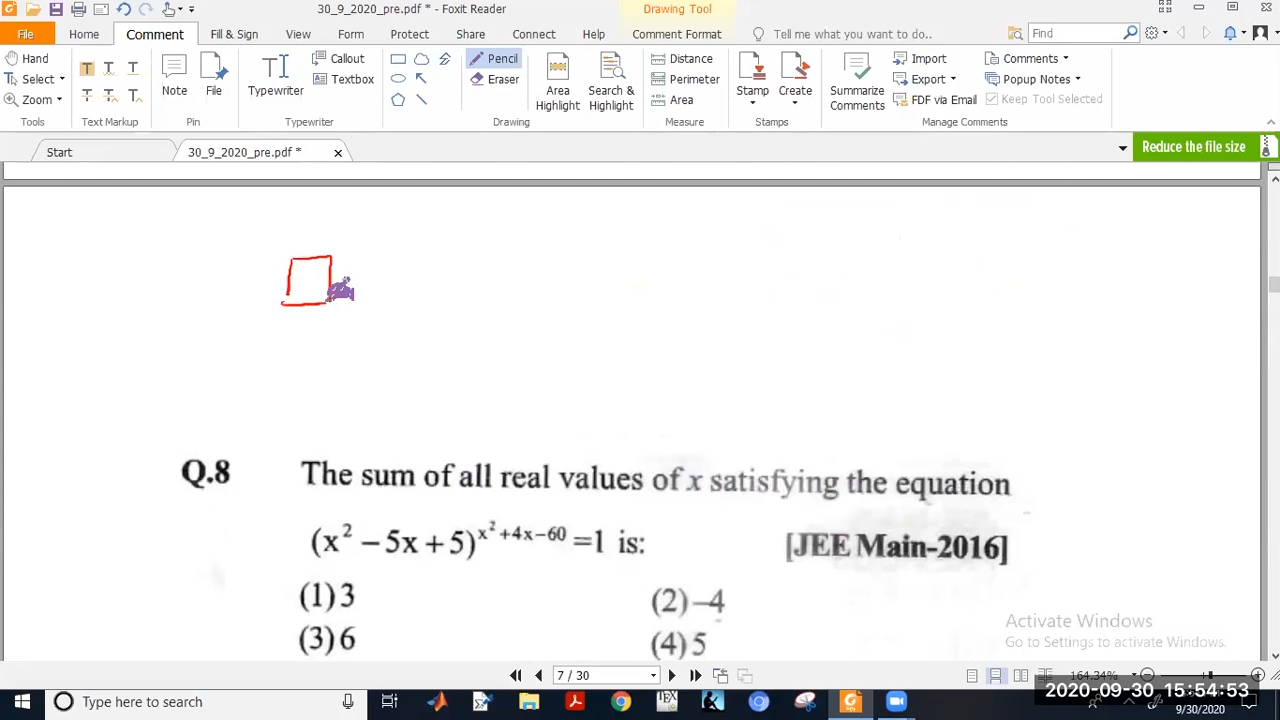 30_9_2020_pre.pdf * - Foxit Reader
Drawing Tool
File Home Comment Fill & Sign View Form Protect Share Connect Help Comment Format Tell me what you want to do.. Find
Hand
Select
Zoom
Tools
Text Markup
Note
File
Pin
Typewriter
Callout
Textbox
Typewriter
Pencil
Eraser
Area Highlight
Search & Highlight
Drawing
Distance
Perimeter
Area
Measure
Stamp
Create
Stamps
Summarize Comments
Import
Export
FDF via Email
Comments
Popup Notes
Keep Tool Selected
Manage Comments
Start
30_9_2020_pre.pdf *
Reduce the file size
Q.8 The sum of all real values of x satisfying the equation
(x² – 5x + 5)^{x²+4x–60} = 1 is: [JEE Main-2016]
(1) 3 (2) –4
(3) 6 (4) 5
Activate Windows
Go to Settings to activate Windows.
7 / 30
164.34%
2020-09-30 15:54:53
Type here to search
9/30/2020